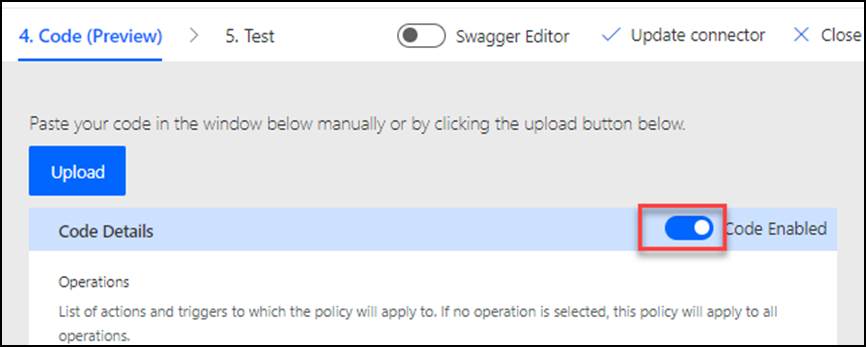 4. Code (Preview) > 5. Test Swagger Editor Update connector Close
Paste your code in the window below manually or by clicking the upload button below.
Upload
Code Details Code Enabled
Operations
List of actions and triggers to which the policy will apply to. If no operation is selected, this policy will apply to all
operations.